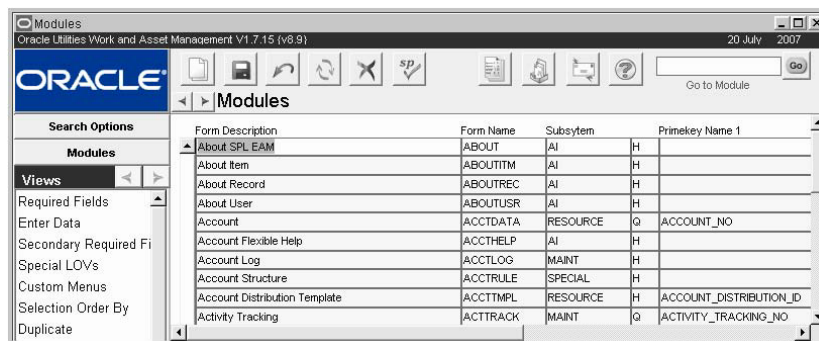 Modules
Oracle Utilities Work and Asset Management V1.7.15 (v8.9) 20 July 2007
ORACLE
sp
Go
Go to Module
Modules
Search Options
Modules
Views
Required Fields
Enter Data
Secondary Required Fi
Special LOVs
Custom Menus
Selection Order By
Duplicate
Form Description Form Name Subsytem Primekey Name 1
About SPL EAM ABOUT AI H
About Item ABOUTITM AI H
About Record ABOUTREC AI H
About User ABOUTUSR AI H
Account ACCTDATA RESOURCE Q ACCOUNT_NO
Account Flexible Help ACCTHELP AI H
Account Log ACCTLOG MAINT H
Account Structure ACCTRULE SPECIAL H
Account Distribution Template ACCTTMPL RESOURCE H ACCOUNT_DISTRIBUTION_ID
Activity Tracking ACTTRACK MAINT Q ACTIVITY_TRACKING_NO